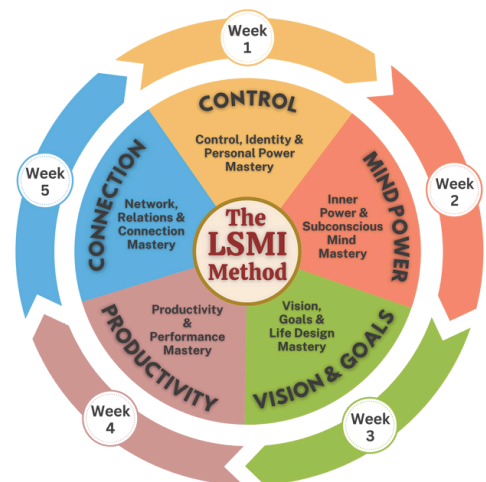 Week
1
CONTROL
Control, Identity &
Personal Power
Mastery
Week
2
MIND POWER
Inner
Power &
Subconscious
Mind
Mastery
Week
3
VISION & GOALS
Vision,
Goals &
Life Design
Mastery
Week
4
PRODUCTIVITY
Productivity
&
Performance
Mastery
Week
5
CONNECTION
Network,
Relations &
Connection
Mastery
The
LSMI
Method